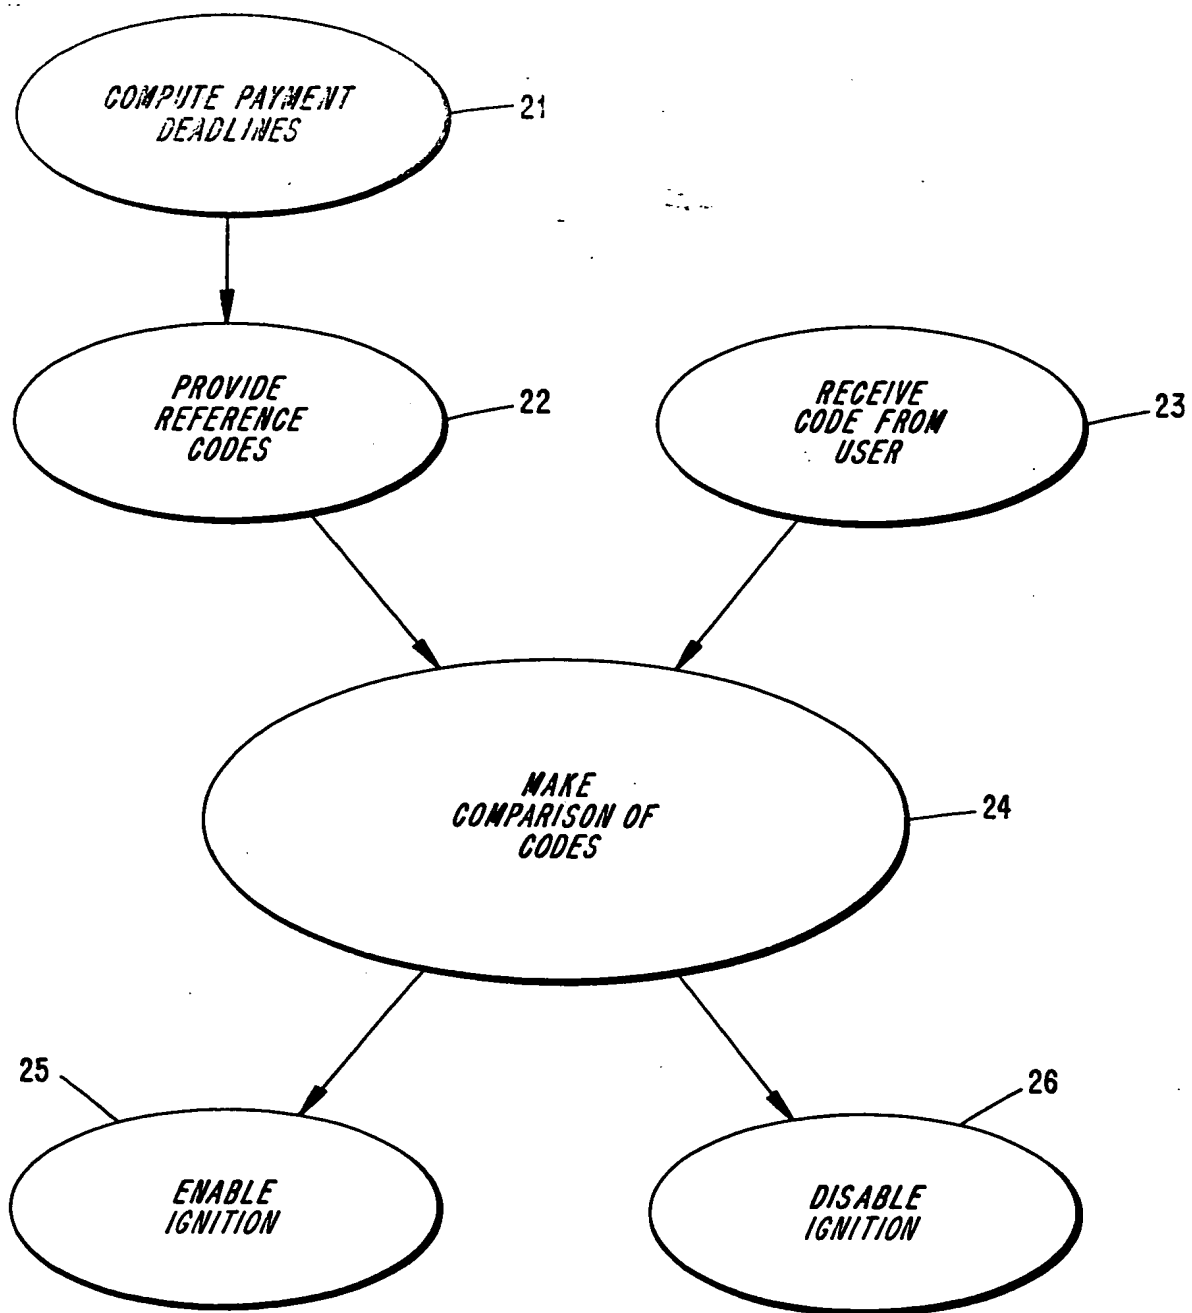 COMPUTE PAYMENT
DEADLINES
21
PROVIDE
REFERENCE
CODES
22
RECEIVE
CODE FROM
USER
23
MAKE
COMPARISON OF
CODES
24
25
ENABLE
IGNITION
26
DISABLE
IGNITION